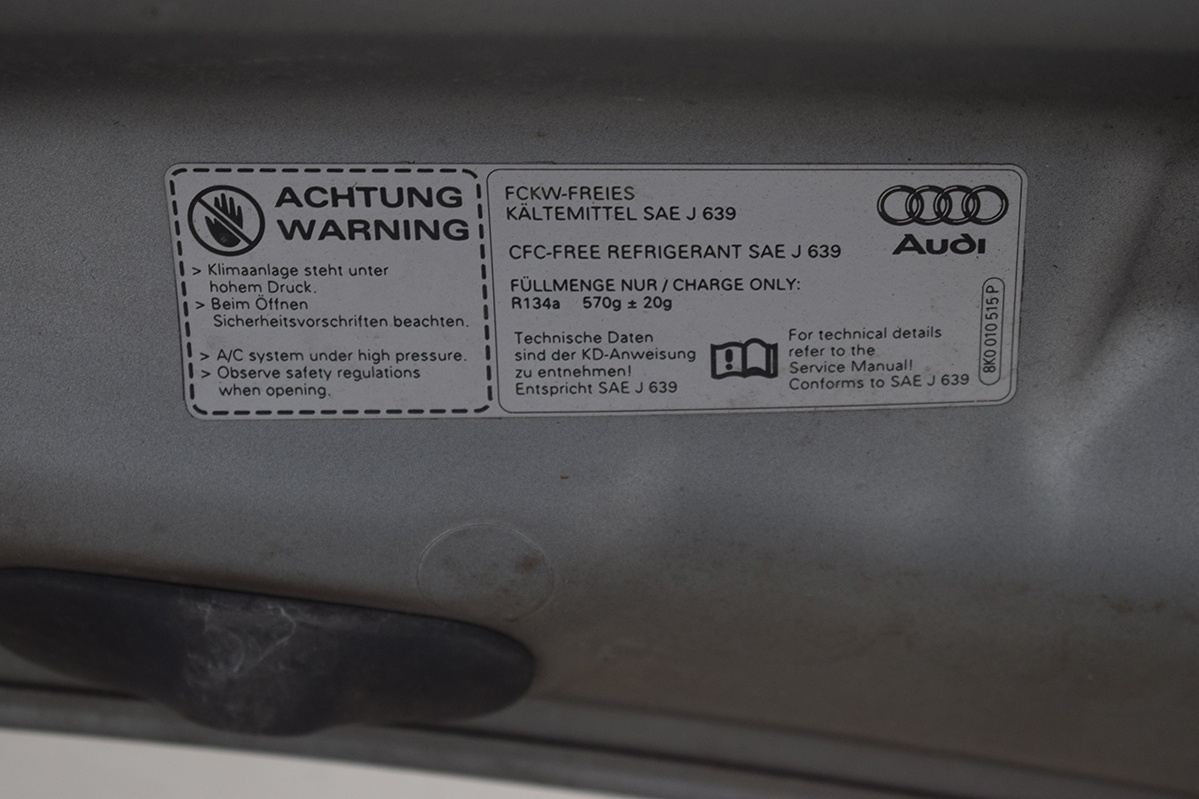 ACHTUNG
WARNING
> Klimaanlage steht unter
hohem Druck.
> Beim Öffnen
Sicherheitsvorschriften beachten.
> A/C system under high pressure.
> Observe safety regulations
when opening.
FCKW-FREIES
KÄLTEMITTEL SAE J 639
CFC-FREE REFRIGERANT SAE J 639
FÜLLMENGE NUR / CHARGE ONLY:
R134a 570g ± 20g
Technische Daten
sind der KD-Anweisung
zu entnehmen!
Entspricht SAE J 639
For technical details
refer to the
Service Manual!
Conforms to SAE J 639
Audi
8K0 010 515 P